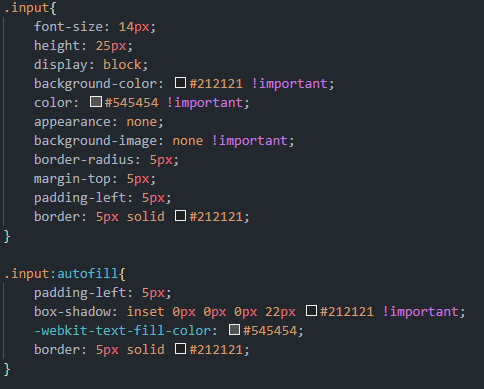 .input{
font-size: 14px;
height: 25px;
display: block;
background-color: #212121 !important;
color: #545454 !important;
appearance: none;
background-image: none !important;
border-radius: 5px;
margin-top: 5px;
padding-left: 5px;
border: 5px solid #212121;
}
.input:autofill{
padding-left: 5px;
box-shadow: inset 0px 0px 0px 22px #212121 !important;
-webkit-text-fill-color: #545454;
border: 5px solid #212121;
}